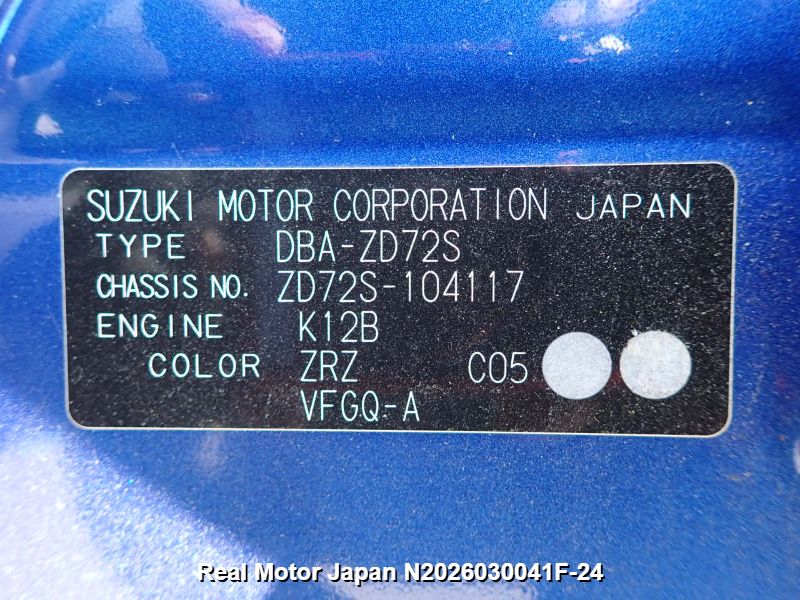 SUZUKI MOTOR CORPORATION JAPAN
TYPE DBA-ZD72S
CHASSIS NO. ZD72S-104117
ENGINE K12B
COLOR ZRZ C05
VFGQ-A
Real Motor Japan N2026030041F-24